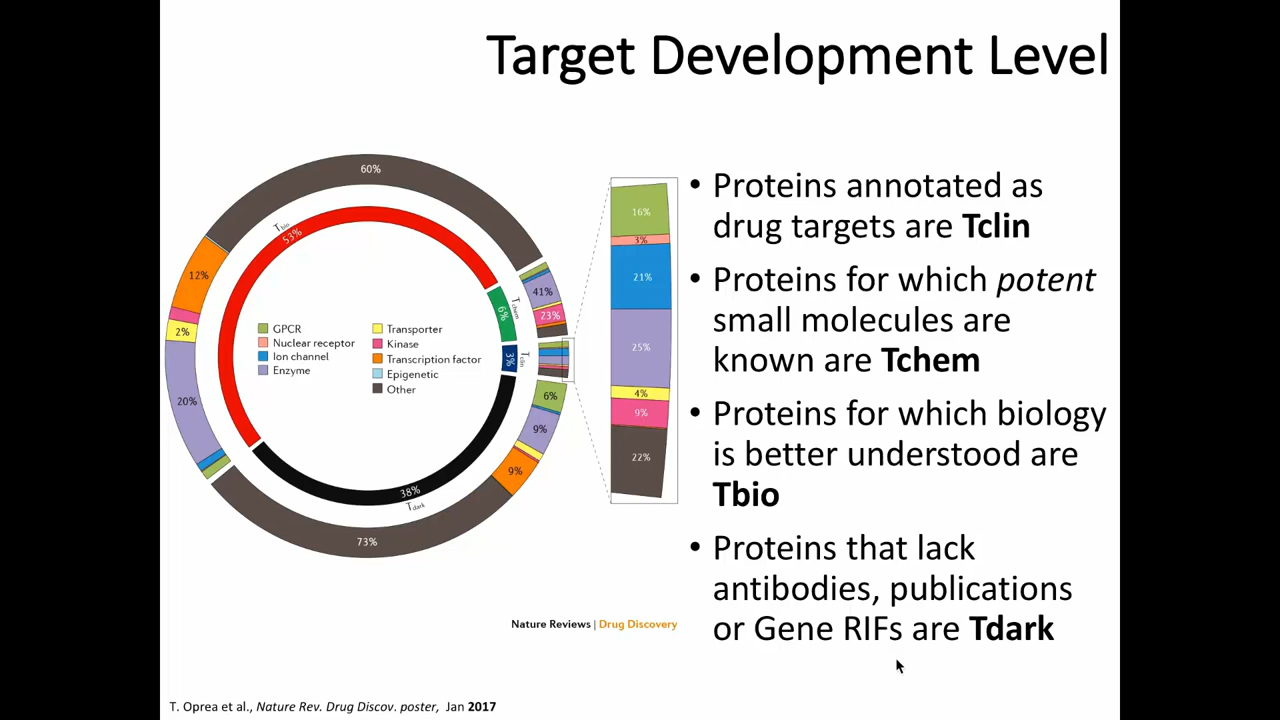 Target Development Level
60%
Tbio
53%
12%
2%
20%
41%
23%
Tchem
6%
Tclin
3%
6%
9%
9%
38%
Tdark
73%
GPCR
Nuclear receptor
Ion channel
Enzyme
Transporter
Kinase
Transcription factor
Epigenetic
Other
16%
3%
21%
25%
4%
9%
22%
• Proteins annotated as
drug targets are Tclin
• Proteins for which potent
small molecules are
known are Tchem
• Proteins for which biology
is better understood are
Tbio
• Proteins that lack
antibodies, publications
or Gene RIFs are Tdark
Nature Reviews | Drug Discovery
T. Oprea et al., Nature Rev. Drug Discov. poster, Jan 2017